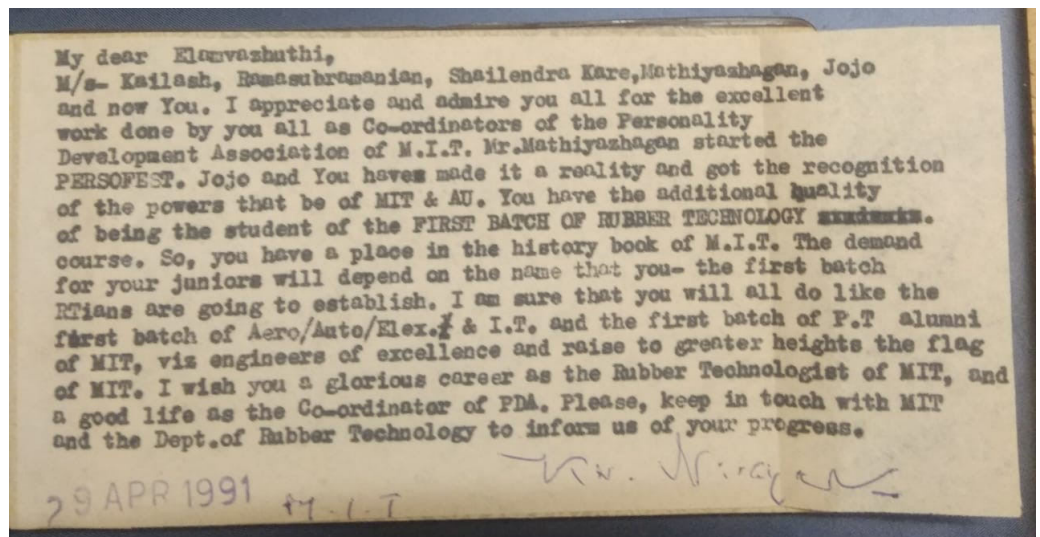 My dear Elamvazhuthi,
M/s- Kailash, Ramasubramanian, Shailendra Kare,Mathiyazhagan, Jojo
and now You. I appreciate and admire you all for the excellent
work done by you all as Co-ordinators of the Personality
Development Association of M.I.T. Mr.Mathiyazhagan started the
PERSOFEST. Jojo and You haves made it a reality and got the recognition
of the powers that be of MIT & AU. You have the additional quality
of being the student of the FIRST BATCH OF RUBBER TECHNOLOGY
course. So, you have a place in the history book of M.I.T. The demand
for your juniors will depend on the name that you- the first batch
RTians are going to establish. I am sure that you will all do like the
first batch of Aero/Auto/Elex. & I.T. and the first batch of P.T alumni
of MIT, viz engineers of excellence and raise to greater heights the flag
of MIT. I wish you a glorious career as the Rubber Technologist of MIT, and
a good life as the Co-ordinator of PDA. Please, keep in touch with MIT
and the Dept.of Rubber Technology to inform us of your progress.
29 APR 1991 M.I.T